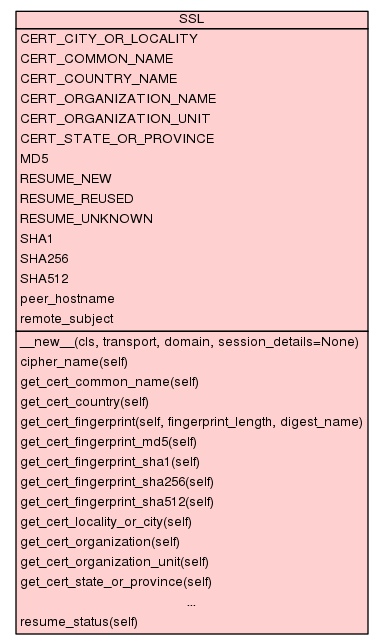 SSL
CERT_CITY_OR_LOCALITY
CERT_COMMON_NAME
CERT_COUNTRY_NAME
CERT_ORGANIZATION_NAME
CERT_ORGANIZATION_UNIT
CERT_STATE_OR_PROVINCE
MD5
RESUME_NEW
RESUME_REUSED
RESUME_UNKNOWN
SHA1
SHA256
SHA512
peer_hostname
remote_subject
__new__(cls, transport, domain, session_details=None)
cipher_name(self)
get_cert_common_name(self)
get_cert_country(self)
get_cert_fingerprint(self, fingerprint_length, digest_name)
get_cert_fingerprint_md5(self)
get_cert_fingerprint_sha1(self)
get_cert_fingerprint_sha256(self)
get_cert_fingerprint_sha512(self)
get_cert_locality_or_city(self)
get_cert_organization(self)
get_cert_organization_unit(self)
get_cert_state_or_province(self)
...
resume_status(self)